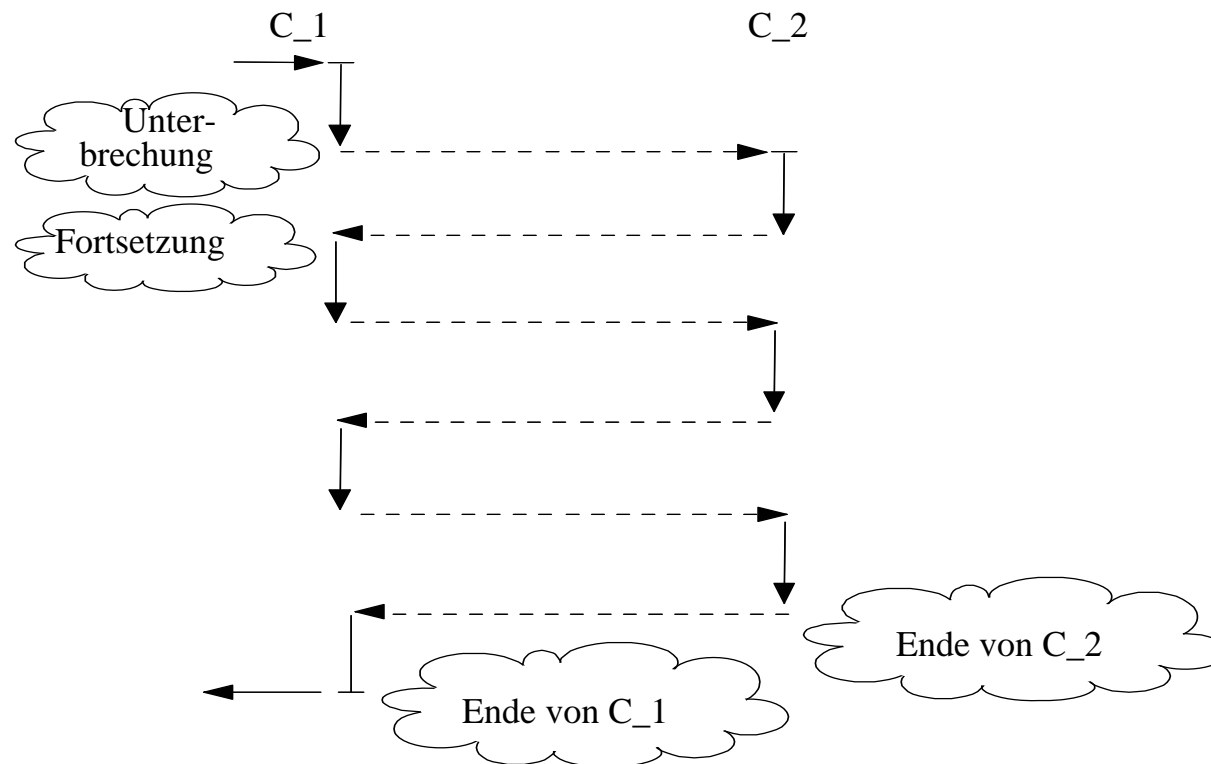 C_1
C_2
Unter-
brechung
Fortsetzung
Ende von C_2
Ende von C_1